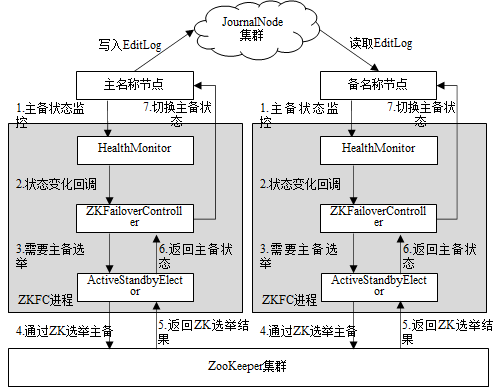 JournalNode
集群
写入EditLog
读取EditLog
主名称节点
备名称节点
1.主备状态监
控
7.切换主备状
态
1.主备状态监
控
7.切换主备状
态
HealthMonitor
HealthMonitor
2.状态变化回调
2.状态变化回调
ZKFailoverControll
er
ZKFailoverControll
er
3.需要主备选
举
6.返回主备状
态
3.需要主备选
举
6.返回主备状
态
ActiveStandbyElect
or
ActiveStandbyElect
or
ZKFC进程
ZKFC进程
4.通过ZK选举主备
5.返回ZK选举结
果
4.通过ZK选举主备
5.返回ZK选举结
果
ZooKeeper集群